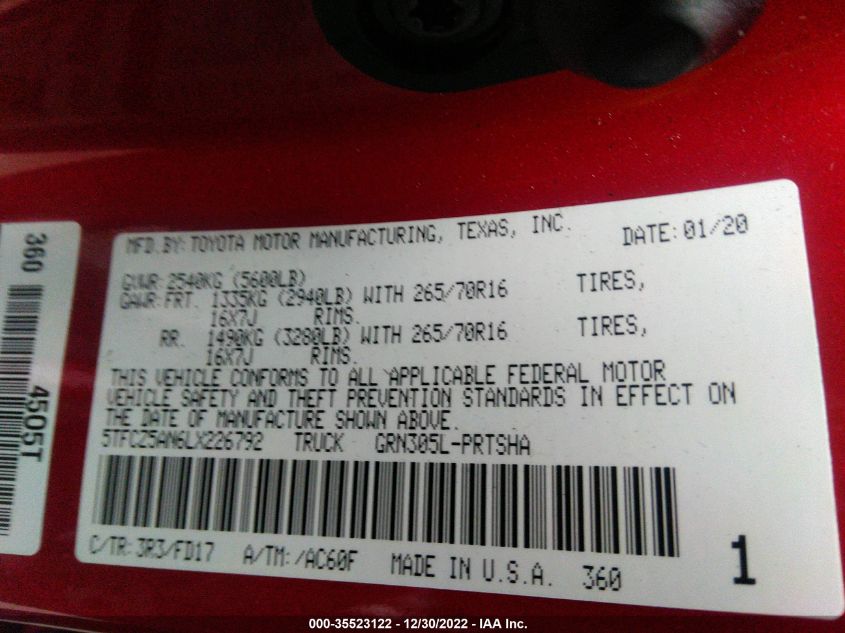 MFD.BY:TOYOTA MOTOR MANUFACTURING, TEXAS, INC. DATE:01/20
GVWR:2540KG (5600LB)
GAWR:FRT. 1335KG (2940LB) WITH 265/70R16 TIRES,
16X7J RIMS.
RR. 1490KG (3280LB) WITH 265/70R16 TIRES,
16X7J RIMS.
THIS VEHICLE CONFORMS TO ALL APPLICABLE FEDERAL MOTOR
VEHICLE SAFETY AND THEFT PREVENTION STANDARDS IN EFFECT ON
THE DATE OF MANUFACTURE SHOWN ABOVE.
5TFCZ5AN6LX226792 TRUCK GRN305L-PRTSHA
C/TR:3R3/FD17 A/TM:/AC60F MADE IN U.S.A. 360 1
360 4505T
000-35523122 - 12/30/2022 - IAA Inc.